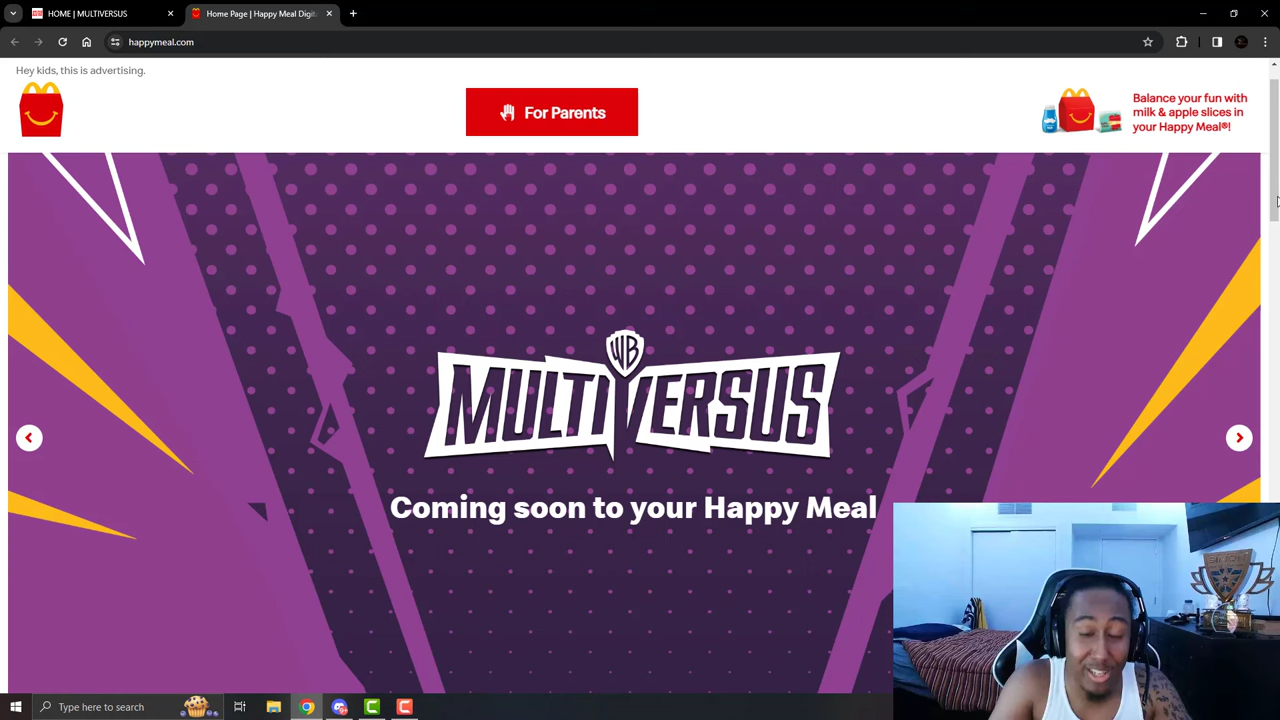 HOME | MULTIVERSUS
Home Page | Happy Meal Digit
happymeal.com
Hey kids, this is advertising.
For Parents
Balance your fun with
milk & apple slices in
your Happy Meal®!
WB
MULTIVERSUS
Coming soon to your Happy Meal
Type here to search